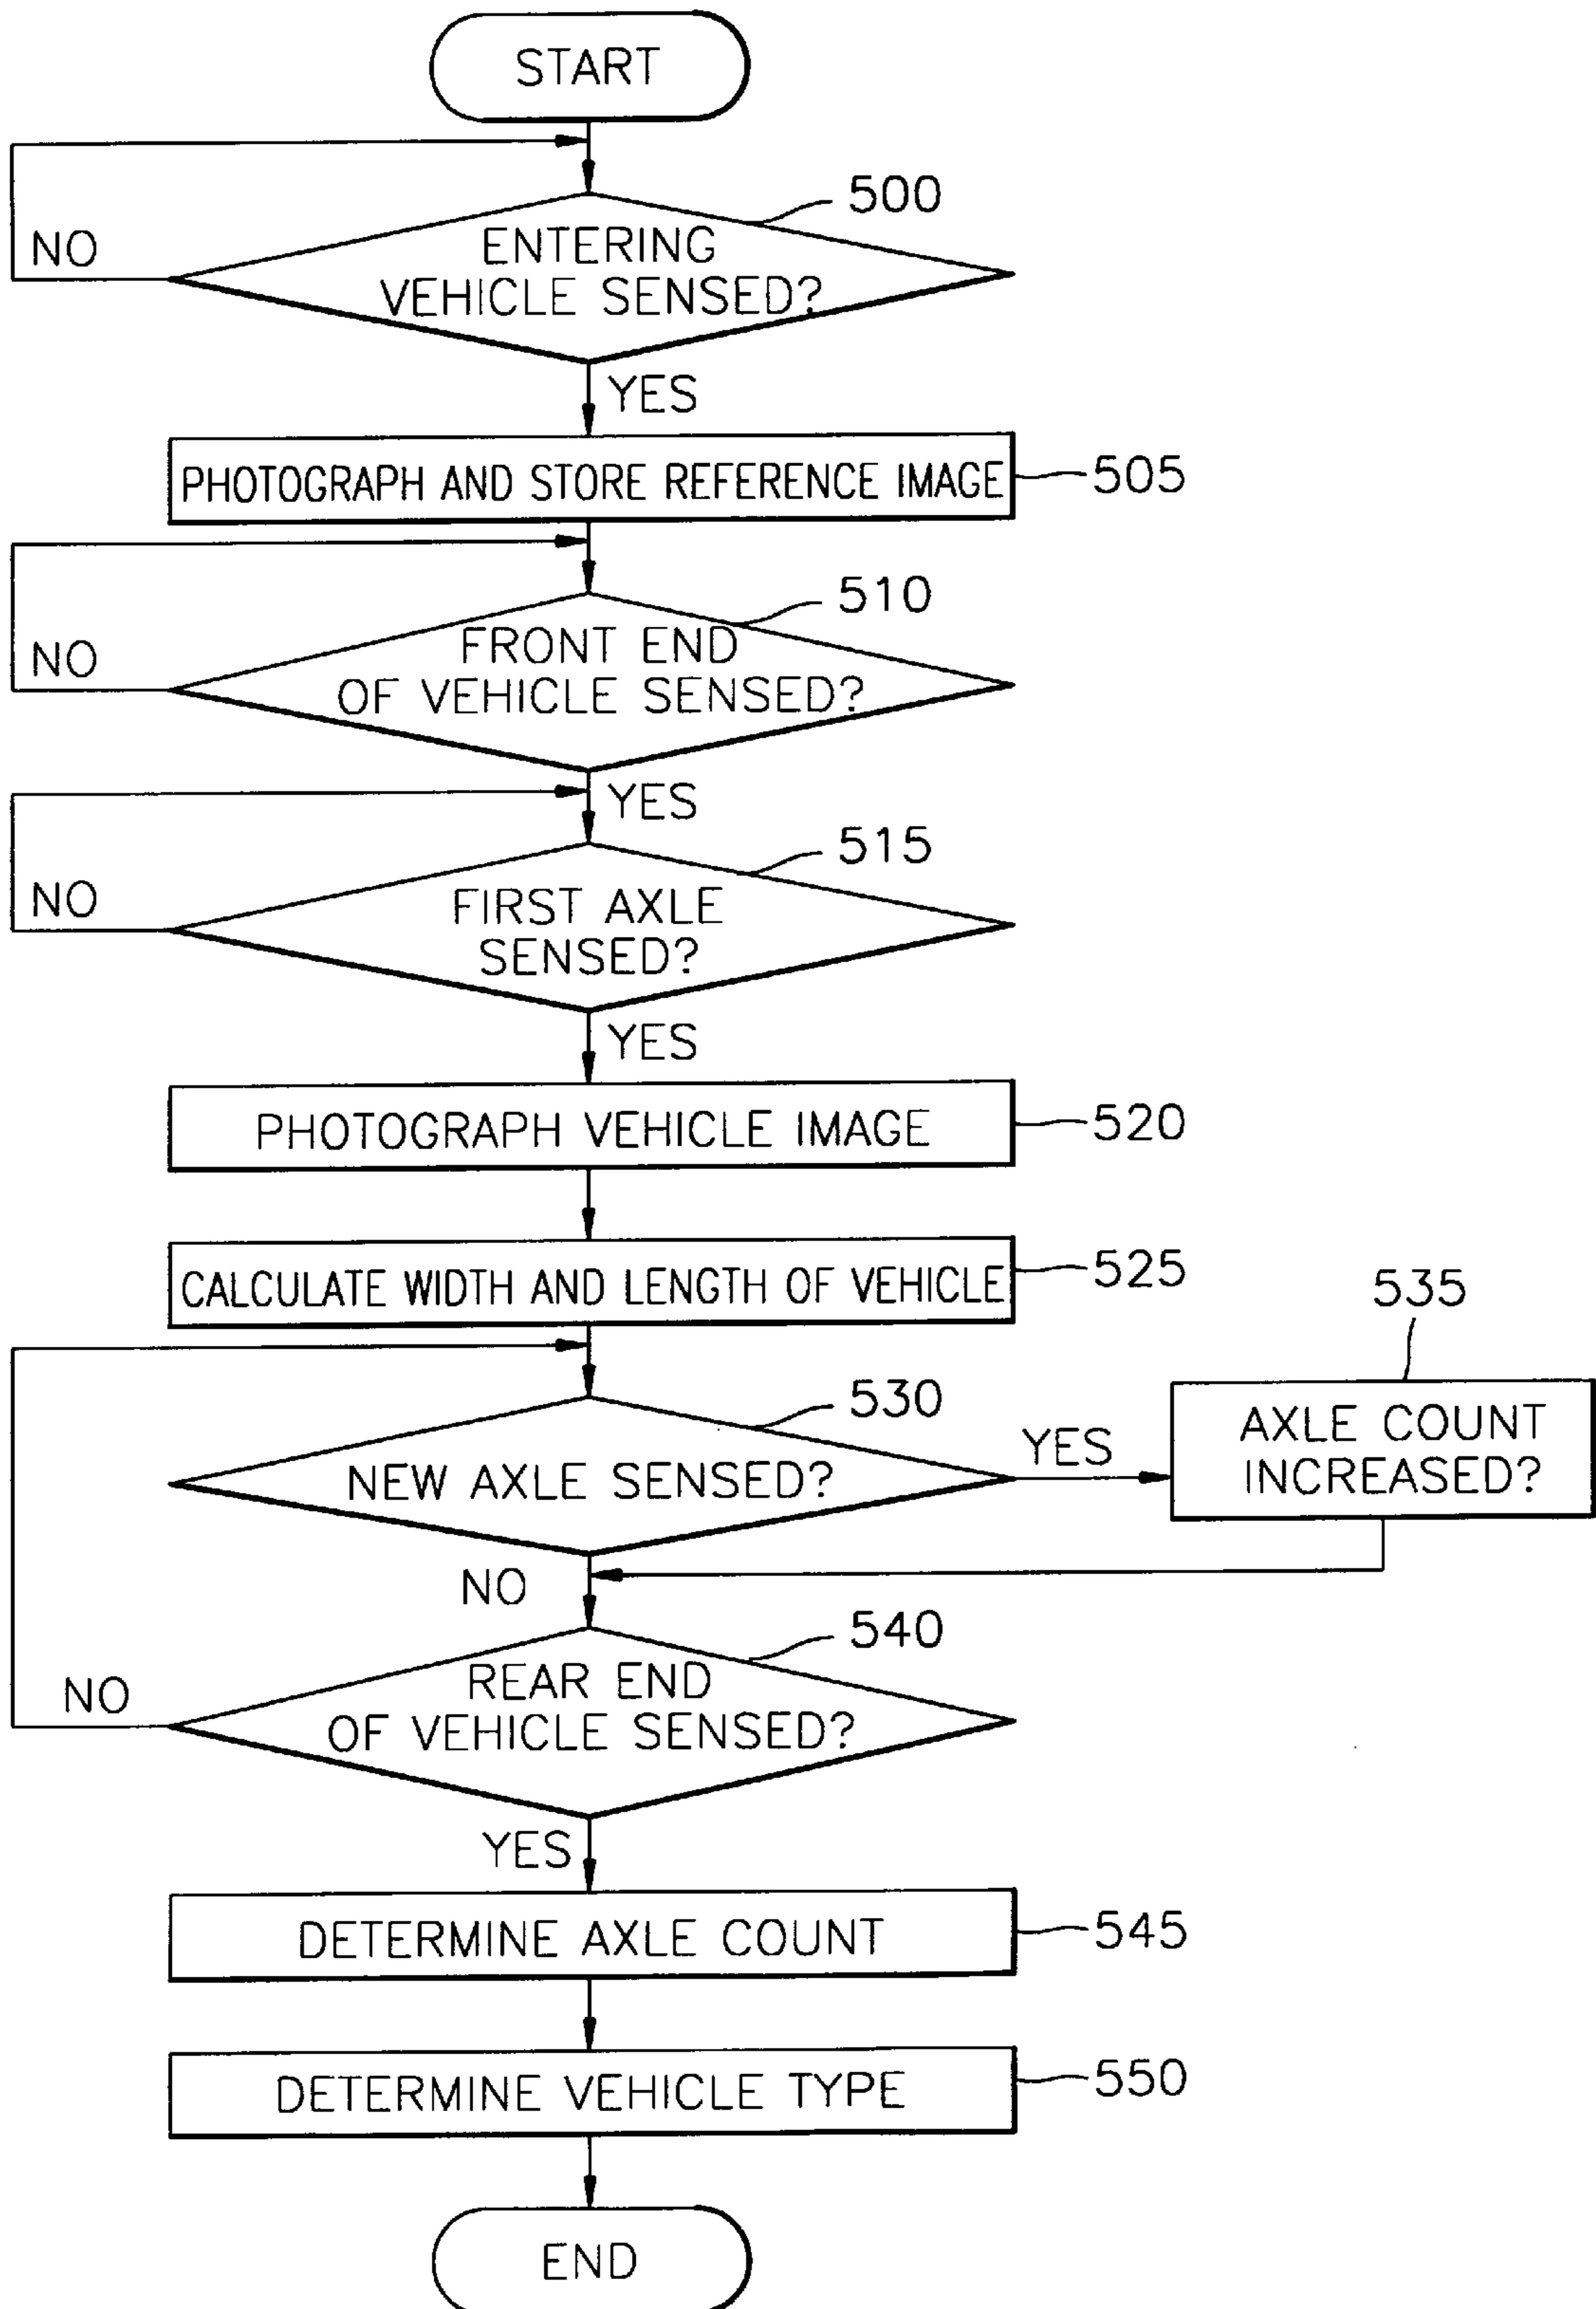 START
500
NO
ENTERING
VEHICLE SENSED?
YES
PHOTOGRAPH AND STORE REFERENCE IMAGE
505
510
NO
FRONT END
OF VEHICLE SENSED?
YES
515
NO
FIRST AXLE
SENSED?
YES
PHOTOGRAPH VEHICLE IMAGE
520
CALCULATE WIDTH AND LENGTH OF VEHICLE
525
535
530
NEW AXLE SENSED?
YES
AXLE COUNT
INCREASED?
NO
540
NO
REAR END
OF VEHICLE SENSED?
YES
DETERMINE AXLE COUNT
545
DETERMINE VEHICLE TYPE
550
END